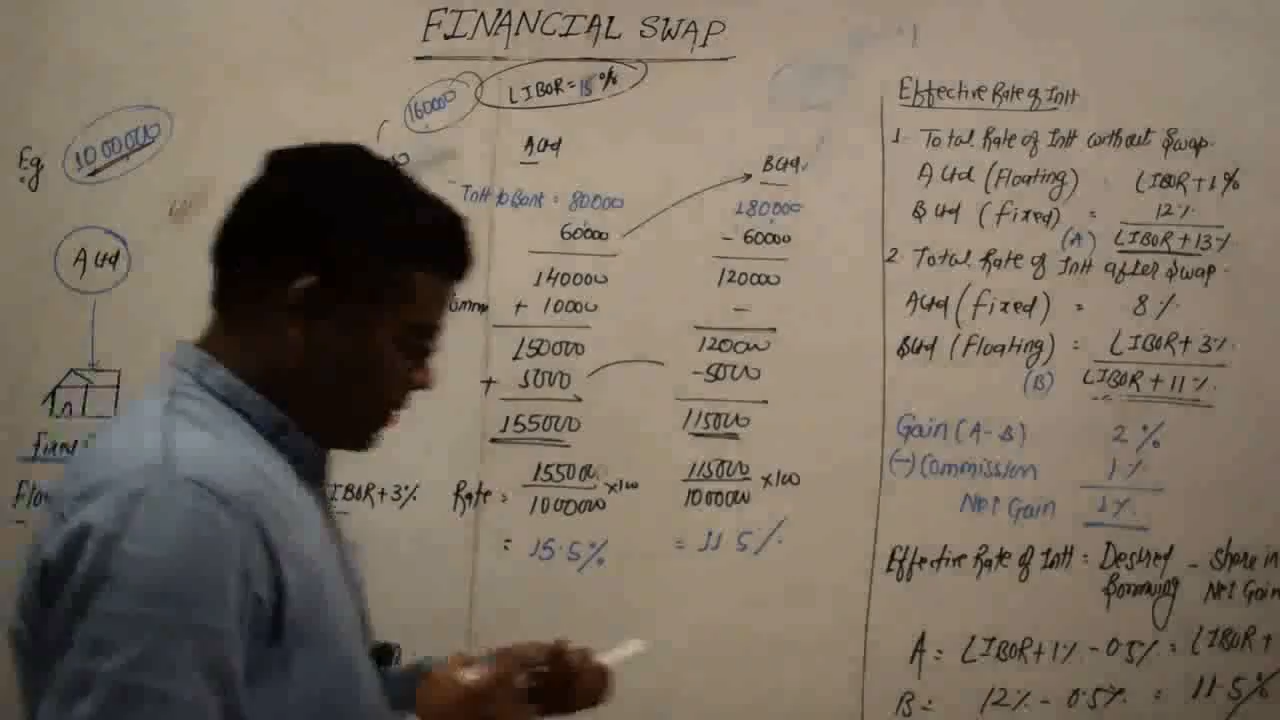 FINANCIAL SWAP
LIBOR = 15%
160000
Eg 1000000
A Ltd
IBOR+3%
A Ltd
B Ltd.
Intt to Bank = 80000
180000
60000
- 60000
140000
120000
+ 10000
-
150000
120000
+ 5000
-5000
155000
115000
Rate = 155000/1000000 ×100
115000/1000000 ×100
= 15.5%
= 11.5%
Effective Rate of Intt
1. Total Rate of Intt without Swap.
A Ltd (Floating) LIBOR+1%
B Ltd (fixed) = 12%
(A) LIBOR+13%
2. Total Rate of Intt after Swap.
A Ltd (fixed) = 8%
B Ltd (Floating) = LIBOR+3%
(B) LIBOR+11%
Gain (A-B) 2%
(-) Commission 1%
Net Gain 1%
Effective Rate of Intt = Desired Borrowing - Share in Net Gain
A = LIBOR+1% - 0.5% = LIBOR+
B = 12% - 0.5% = 11.5%